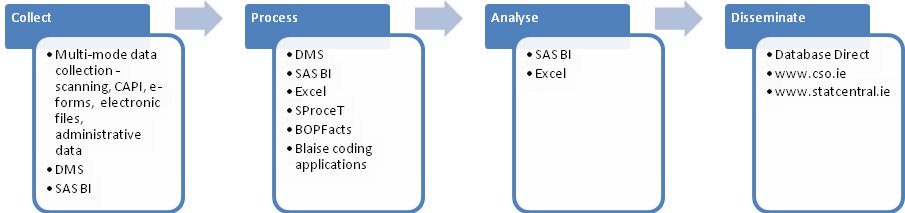 Collect
• Multi-mode data
collection -
scanning, CAPI, e-
forms, electronic
files,
administrative
data
• DMS
• SAS BI
Process
• DMS
• SAS BI
• Excel
• SProceT
• BOPFacts
• Blaise coding
applications
Analyse
• SAS BI
• Excel
Disseminate
• Database Direct
• www.cso.ie
• www.statcentral.ie